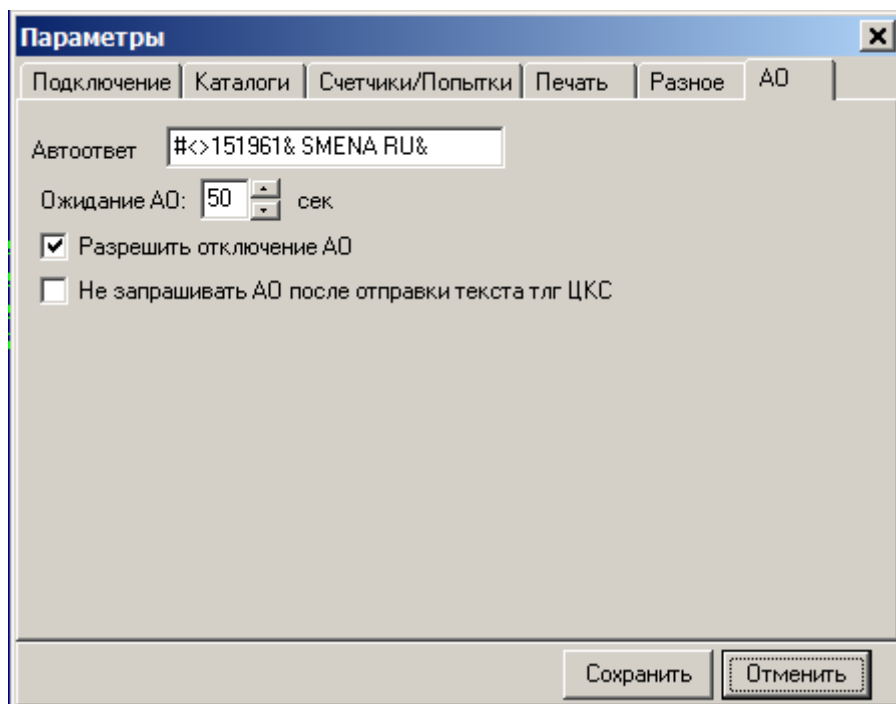 Параметры
Подключение Каталоги Счетчики/Попытки Печать Разное АО
Автоответ #<>151961& SMENA RU&
Ожидание АО: 50 сек
Разрешить отключение АО
Не запрашивать АО после отправки текста тлг ЦКС
Сохранить Отменить